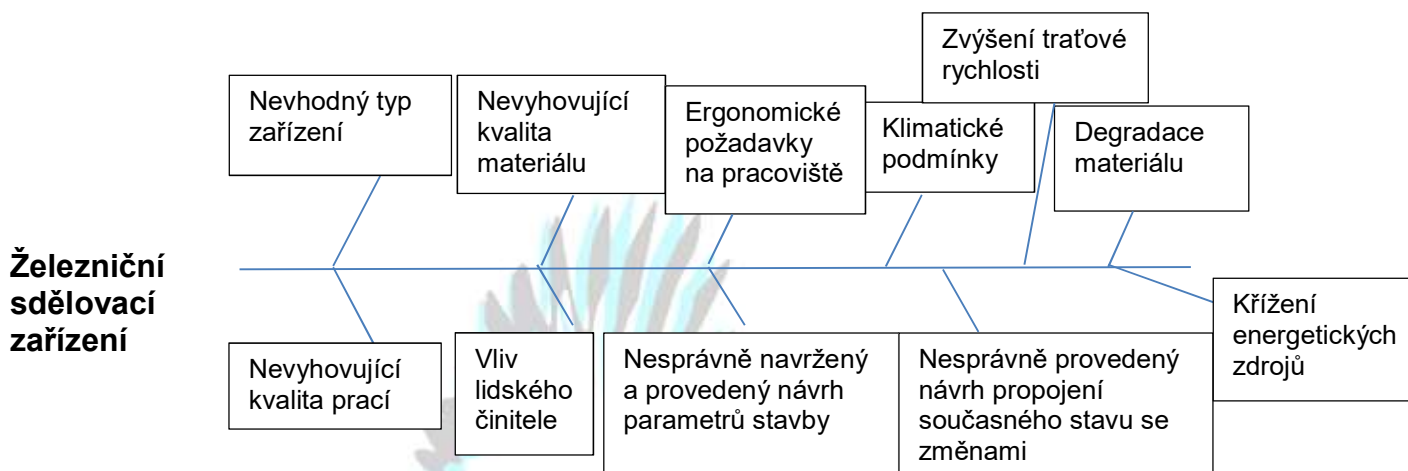 Zvýšení traťové
rychlosti
Nevhodný typ
zařízení
Nevyhovující
kvalita
materiálu
Ergonomické
požadavky
na pracoviště
Klimatické
podmínky
Degradace
materiálu
Železniční
sdělovací
zařízení
Nevyhovující
kvalita prací
Vliv
lidského
činitele
Nesprávně navržený
a provedený návrh
parametrů stavby
Nesprávně provedený
návrh propojení
současného stavu se
změnami
Křížení
energetických
zdrojů